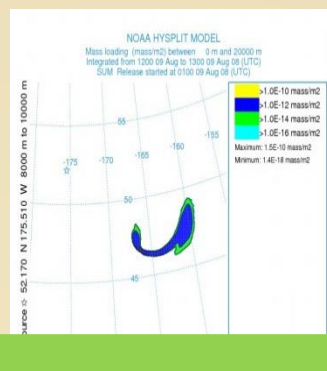 NOAA HYSPLIT MODEL
Mass loading (mass/m2) between 0 m and 20000 m
Integrated from 1200 09 Aug to 1300 09 Aug 08 (UTC)
SUM Release started at 0100 09 Aug 08 (UTC)
>1.0E-10 mass/m2
>1.0E-12 mass/m2
>1.0E-14 mass/m2
>1.0E-16 mass/m2
Maximum: 1.5E-10 mass/m2
Minimum: 1.4E-18 mass/m2
ource ☆ 52.170 N 175.510 W 8000 m to 10000 m
55
-155
-160
-165
-170
-175
50
45